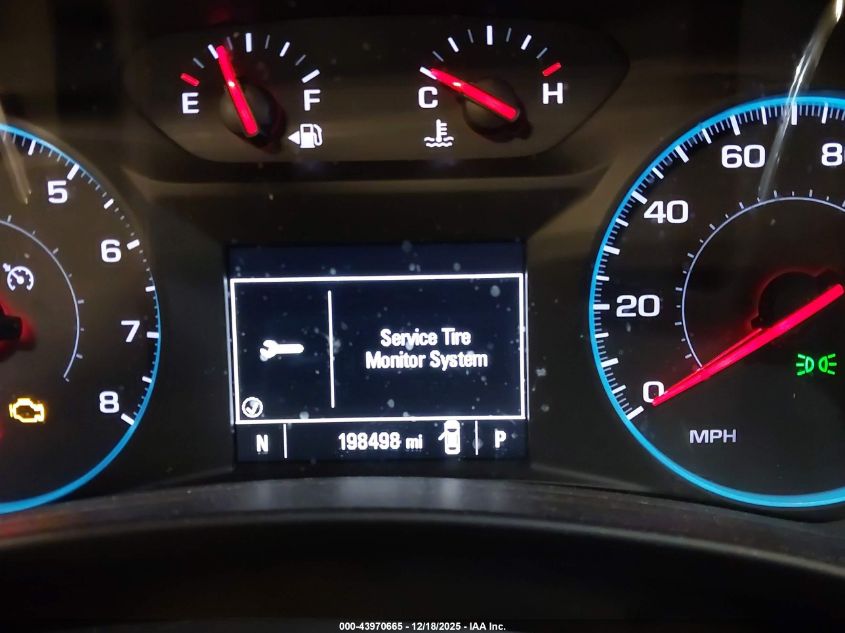 E
F
C
H
5
6
7
8
0
20
40
60
80
MPH
Service Tire
Monitor System
N
198498 mi
P
000-43970665 - 12/18/2025 - IAA Inc.